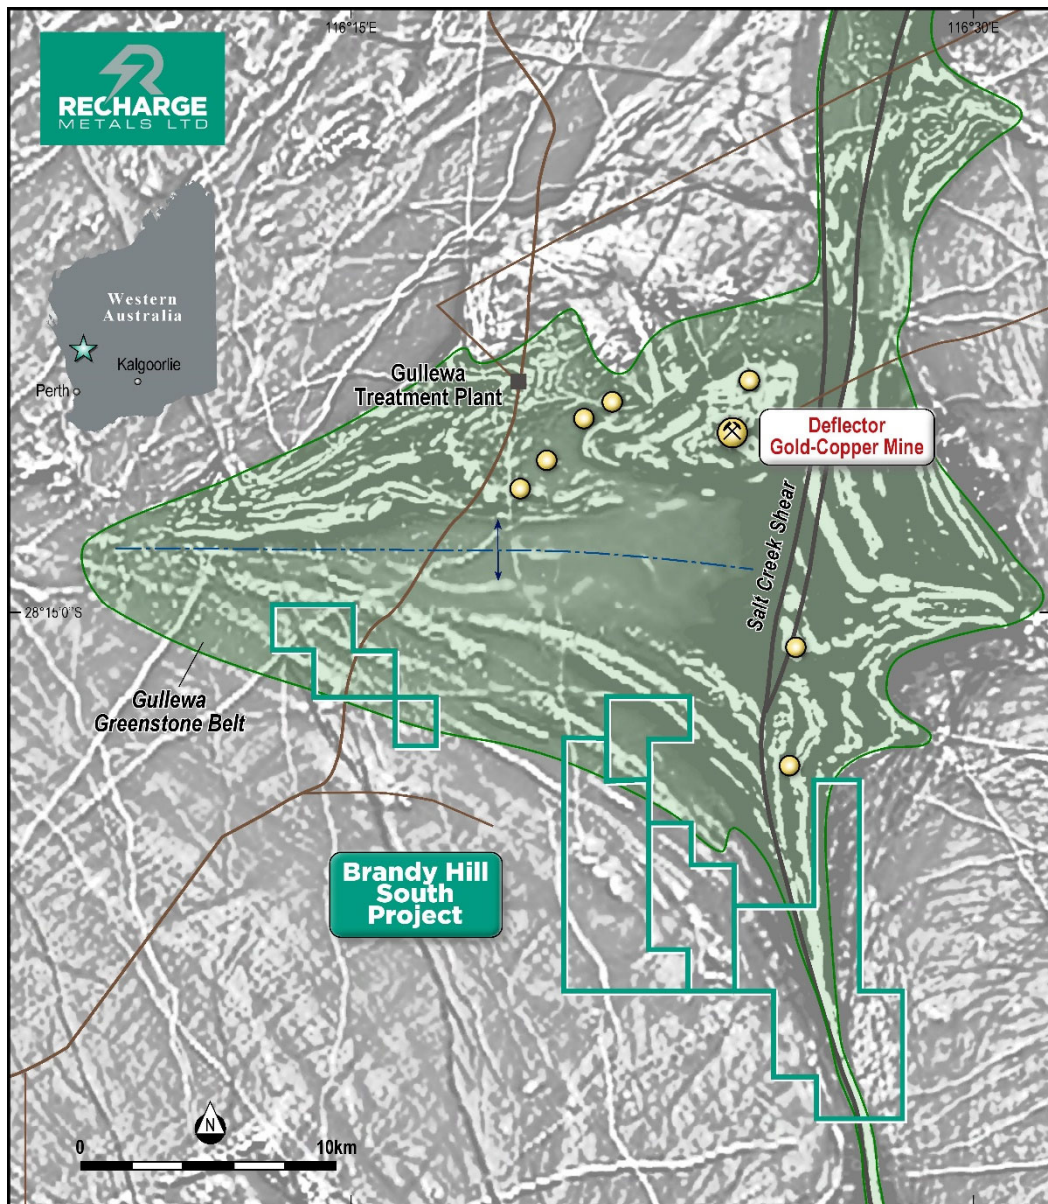 116°15'E
116°30'E
RECHARGE
METALS LTD
Western
Australia
Kalgoorlie
Perth
Gullewa
Treatment Plant
Deflector
Gold-Copper Mine
Salt Creek Shear
28°15'0"S
Gullewa
Greenstone Belt
Brandy Hill
South
Project
N
0
10km